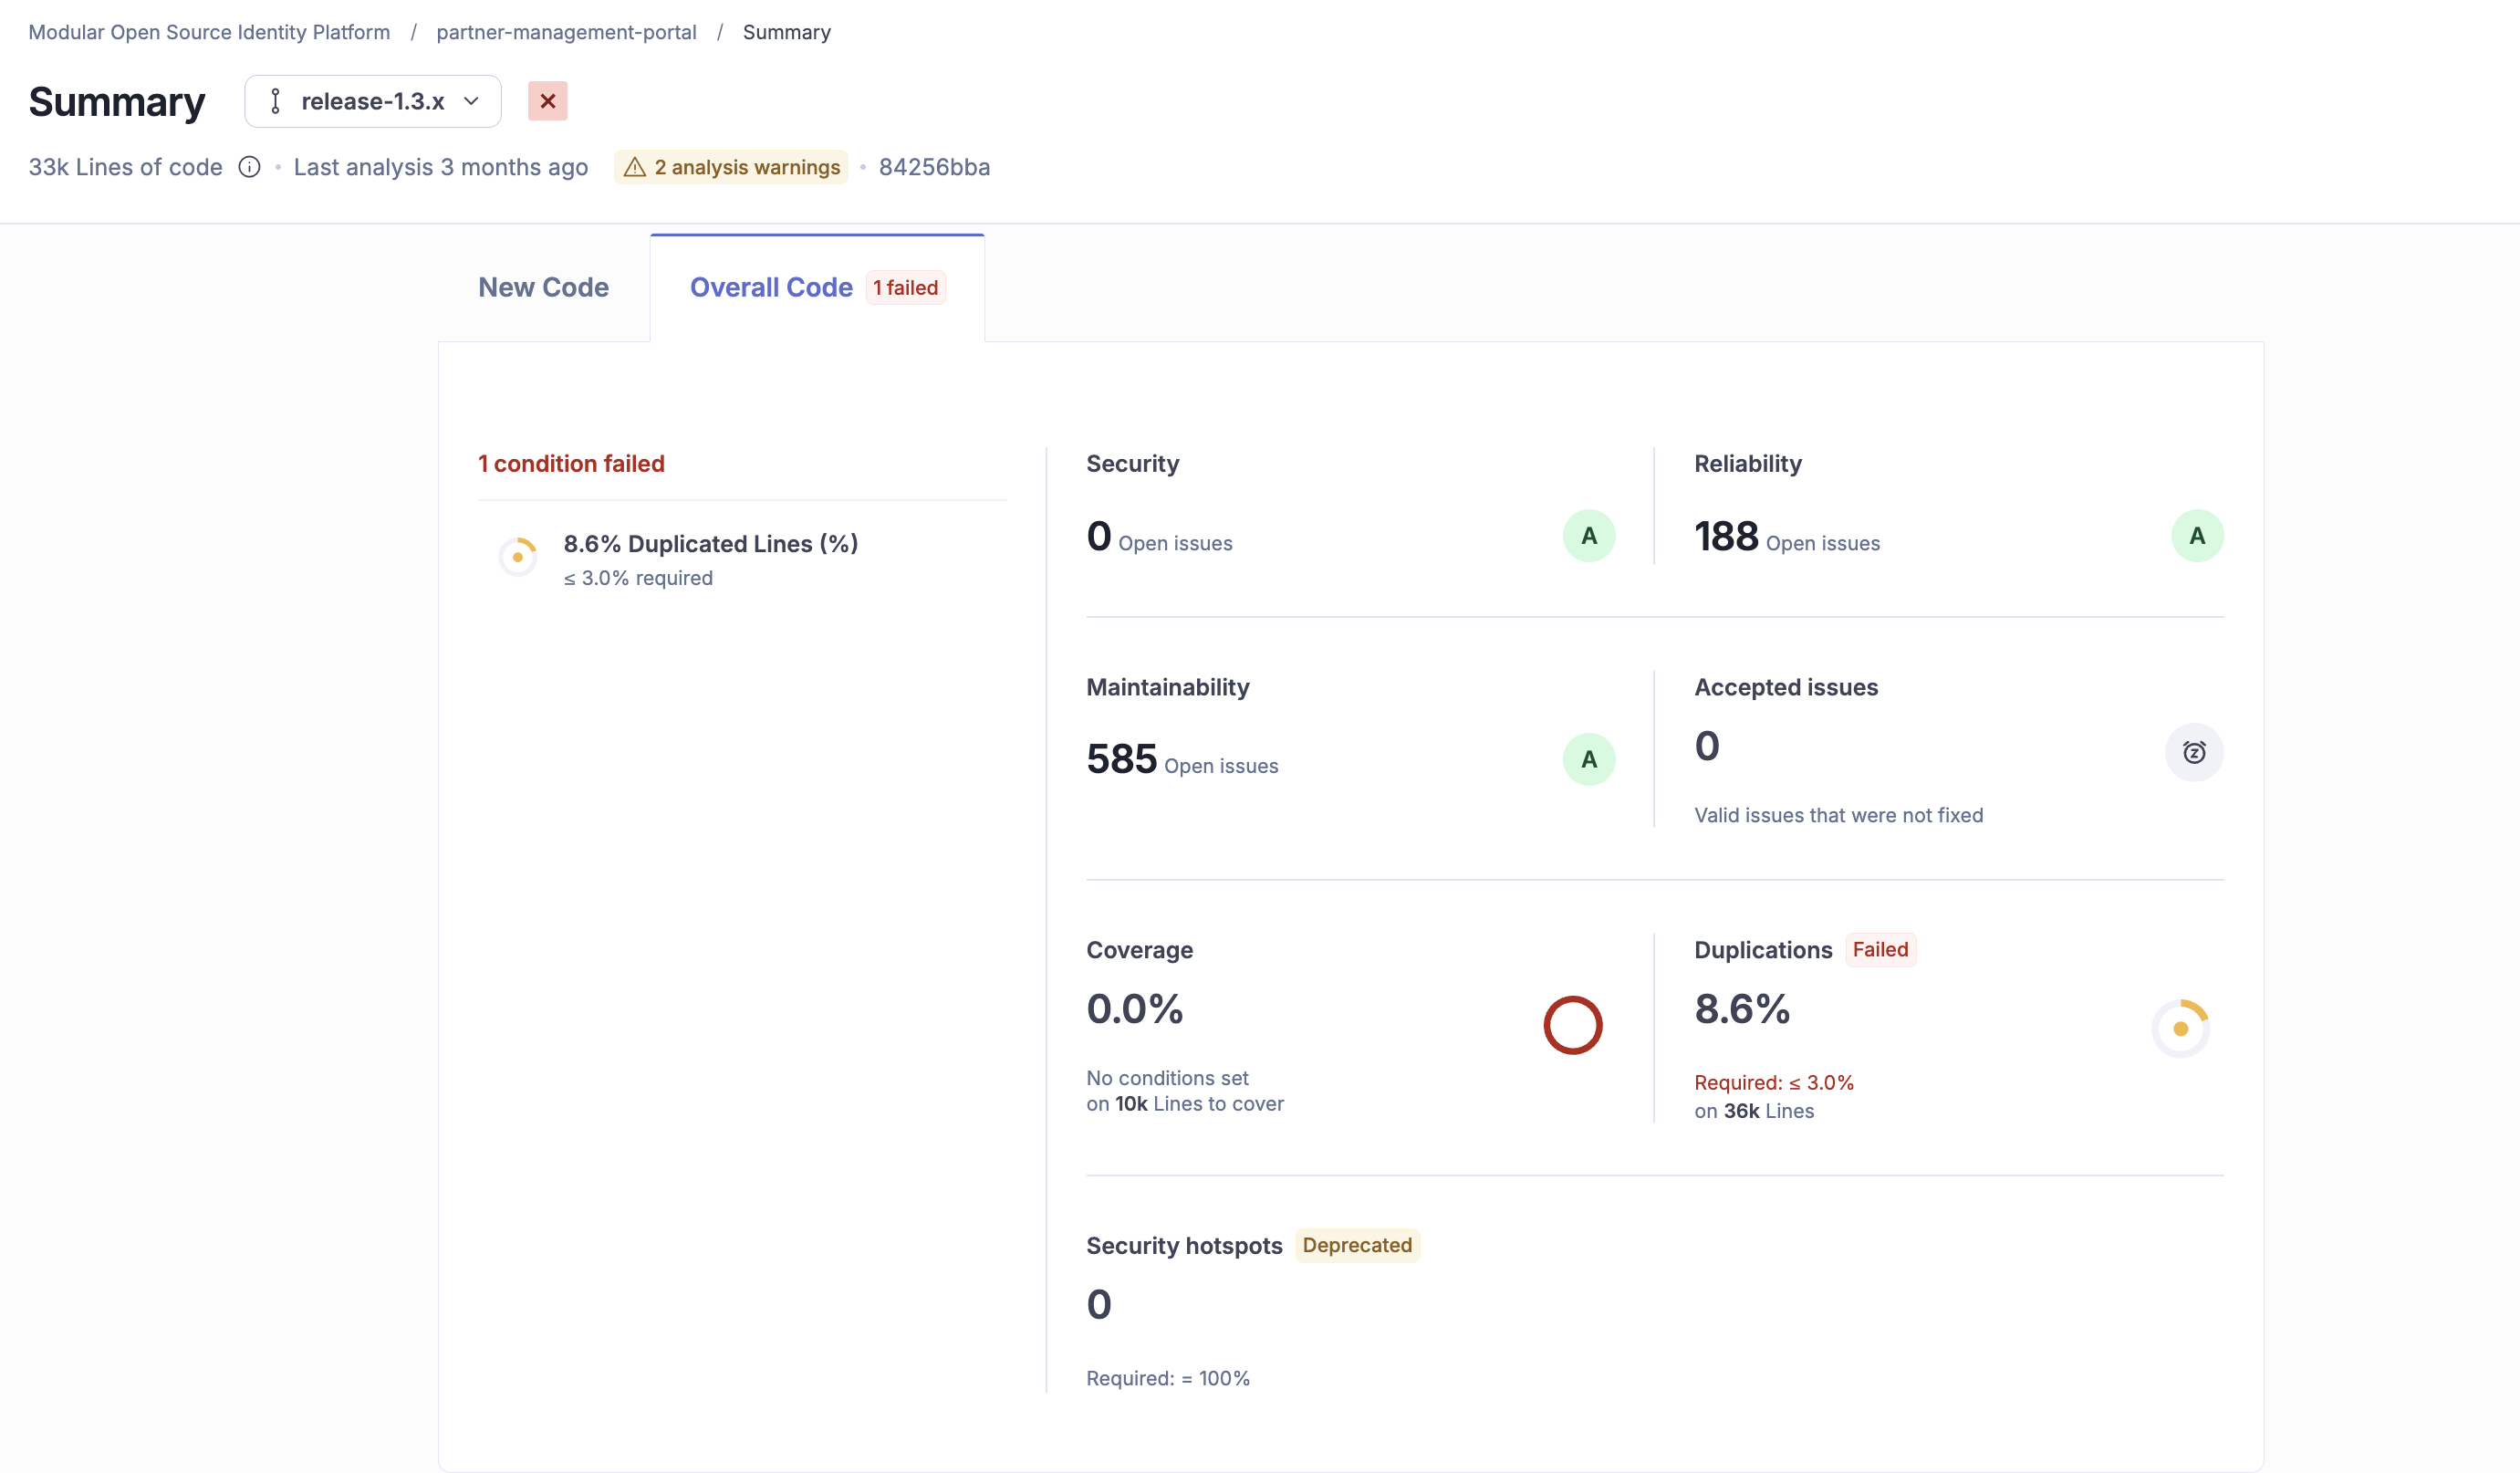 Modular Open Source Identity Platform / partner-management-portal / Summary
Summary release-1.3.x
33k Lines of code • Last analysis 3 months ago 2 analysis warnings • 84256bba
New Code
Overall Code 1 failed
1 condition failed
8.6% Duplicated Lines (%)
≤ 3.0% required
Security
0 Open issues
A
Reliability
188 Open issues
A
Maintainability
585 Open issues
A
Accepted issues
0
Valid issues that were not fixed
Coverage
0.0%
No conditions set
on 10k Lines to cover
Duplications Failed
8.6%
Required: ≤ 3.0%
on 36k Lines
Security hotspots Deprecated
0
Required: = 100%